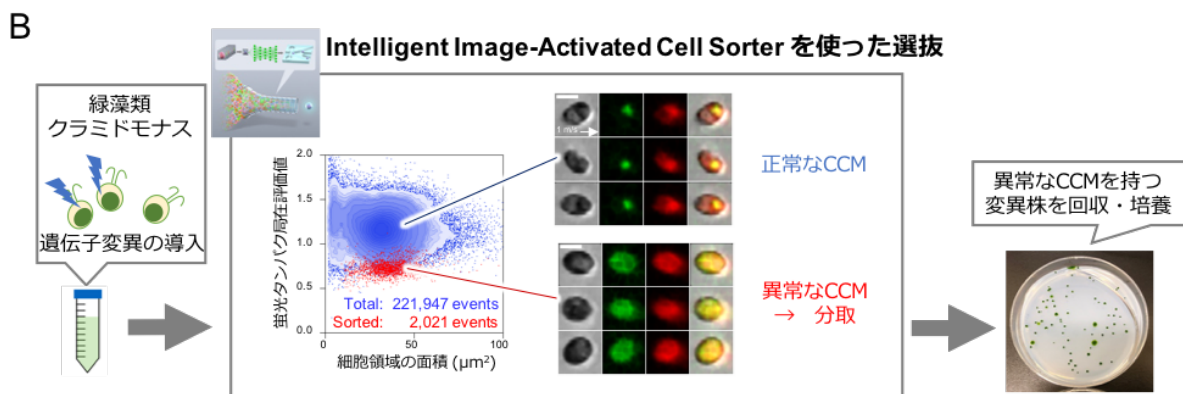 B
Intelligent Image-Activated Cell Sorter を使った選抜
緑藻類
クラミドモナス
遺伝子変異の導入
蛍光タンパク局在評価値
2.0
1.5
1.0
0.5
0.0
Total: 221,947 events
Sorted: 2,021 events
0
50
100
細胞領域の面積 (μm²)
1 m/s
正常なCCM
異常なCCM
→ 分取
異常なCCMを持つ
変異株を回収・培養